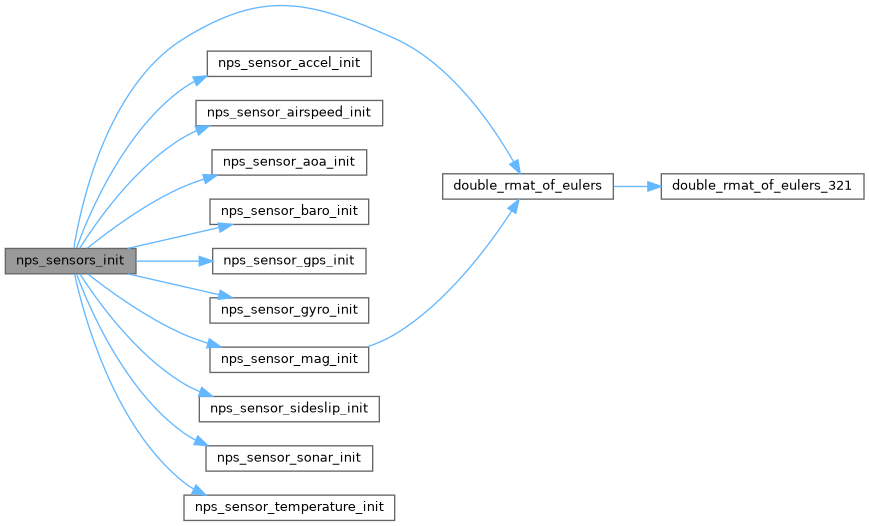 nps_sensors_init
nps_sensor_accel_init
nps_sensor_airspeed_init
nps_sensor_aoa_init
nps_sensor_baro_init
nps_sensor_gps_init
nps_sensor_gyro_init
nps_sensor_mag_init
nps_sensor_sideslip_init
nps_sensor_sonar_init
nps_sensor_temperature_init
double_rmat_of_eulers
double_rmat_of_eulers_321